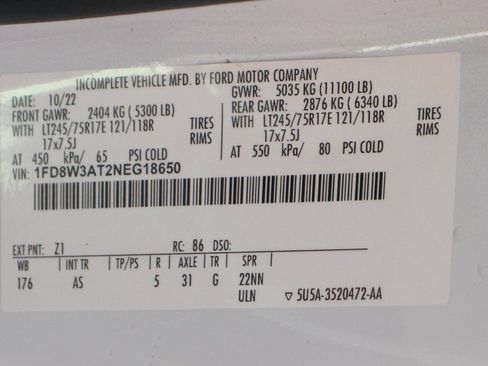 INCOMPLETE VEHICLE MFD. BY FORD MOTOR COMPANY
DATE: 10/22 GVWR: 5035 KG (11100 LB)
FRONT GAWR: 2404 KG (5300 LB) REAR GAWR: 2876 KG (6340 LB)
WITH LT245/75R17E 121/118R TIRES WITH LT245/75R17E 121/118R TIRES
17x7.5J RIMS 17x7.5J RIMS
AT 450 kPa/ 65 PSI COLD AT 550 kPa/ 80 PSI COLD
VIN: 1FD8W3AT2NEG18650
EXT PNT: Z1 RC: 86 DSO:
WB INT TR TP/PS R AXLE TR SPR
176 AS 5 31 G 22NN
ULN ▽ 5U5A-3520472-AA